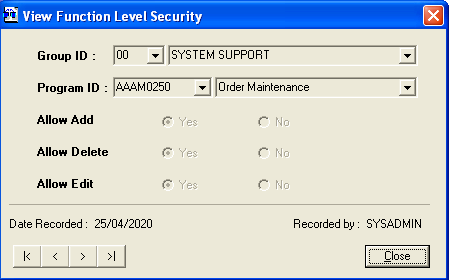 View Function Level Security
Group ID : 00 SYSTEM SUPPORT
Program ID : AAAM0250 Order Maintenance
Allow Add Yes No
Allow Delete Yes No
Allow Edit Yes No
Date Recorded : 25/04/2020 Recorded by : SYSADMIN
Close